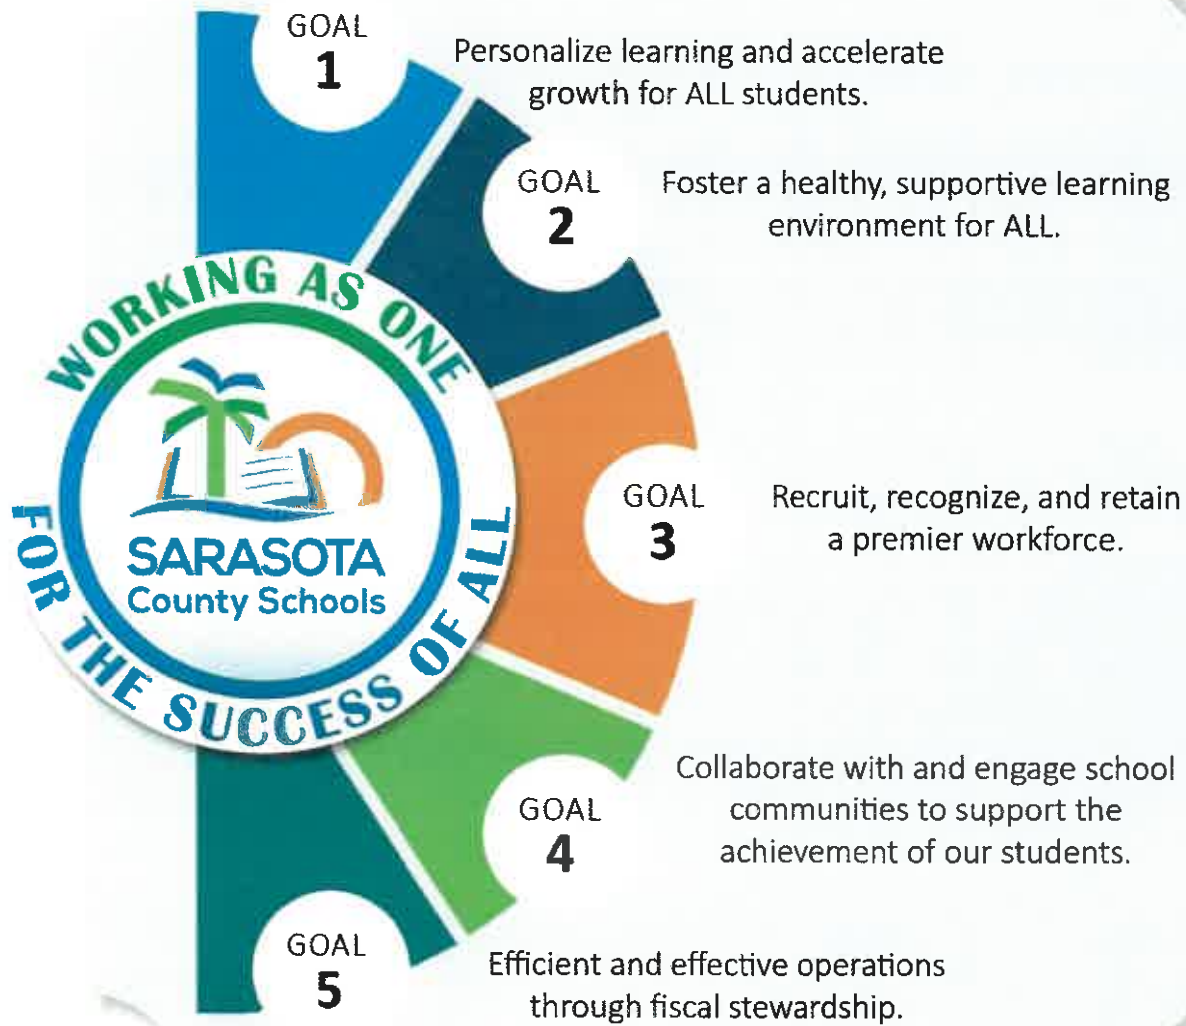 GOAL
1
Personalize learning and accelerate
growth for ALL students.
GOAL
2
Foster a healthy, supportive learning
environment for ALL.
WORKING AS ONE
SARASOTA
County Schools
FOR THE SUCCESS OF ALL
GOAL
3
Recruit, recognize, and retain
a premier workforce.
GOAL
4
Collaborate with and engage school
communities to support the
achievement of our students.
GOAL
5
Efficient and effective operations
through fiscal stewardship.